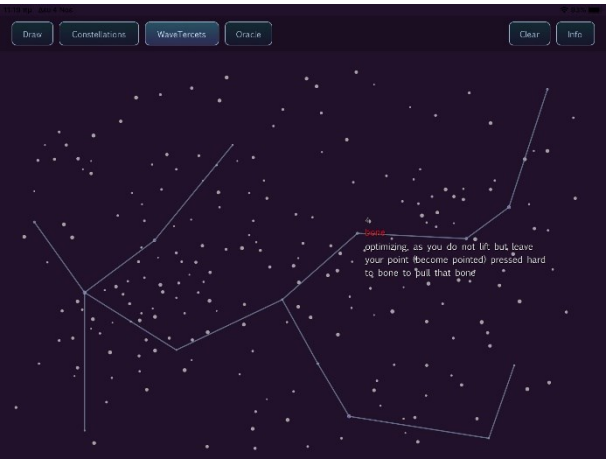 Draw Constellations WaveTercets Oracle Clear Info
4
bone
optimizing, as you do not lift but leave
your point (become pointed) pressed hard
to bone to pull that bone